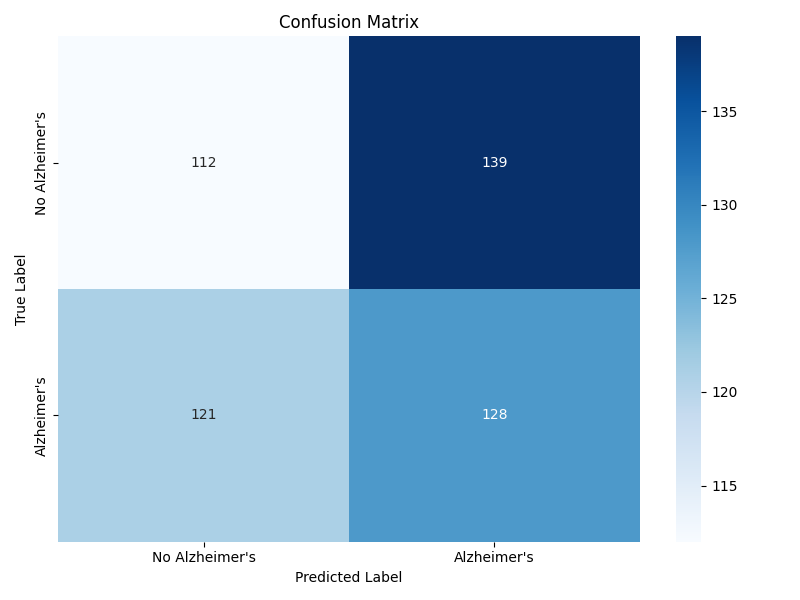 Confusion Matrix
True Label
No Alzheimer's
112
139
Alzheimer's
121
128
No Alzheimer's
Alzheimer's
Predicted Label
135
130
125
120
115